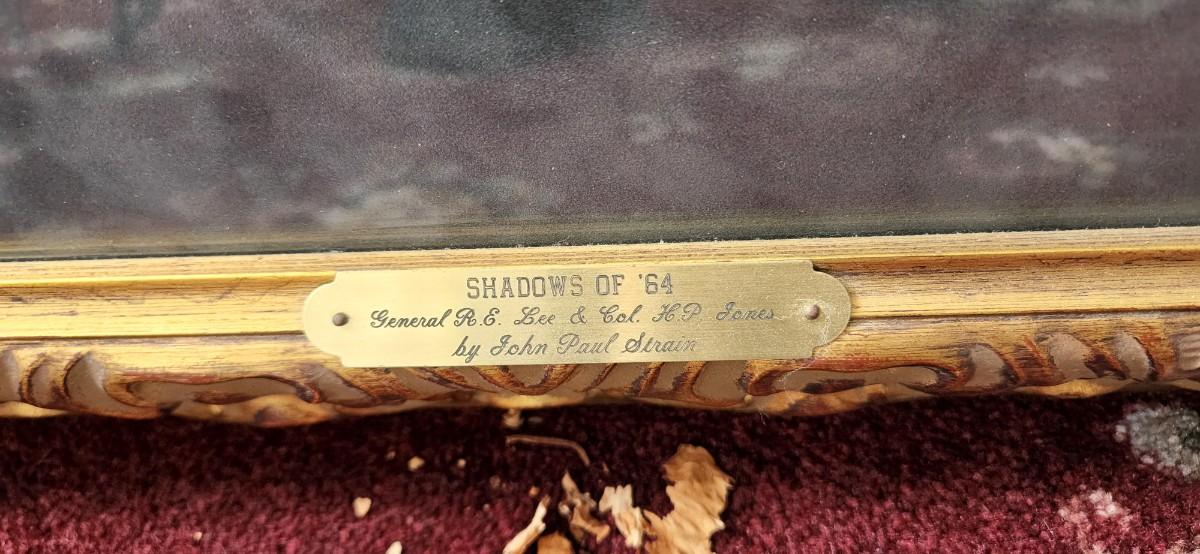 SHADOWS OF '64
General R.E. Lee & Col. H.P. Jones
by John Paul Strain